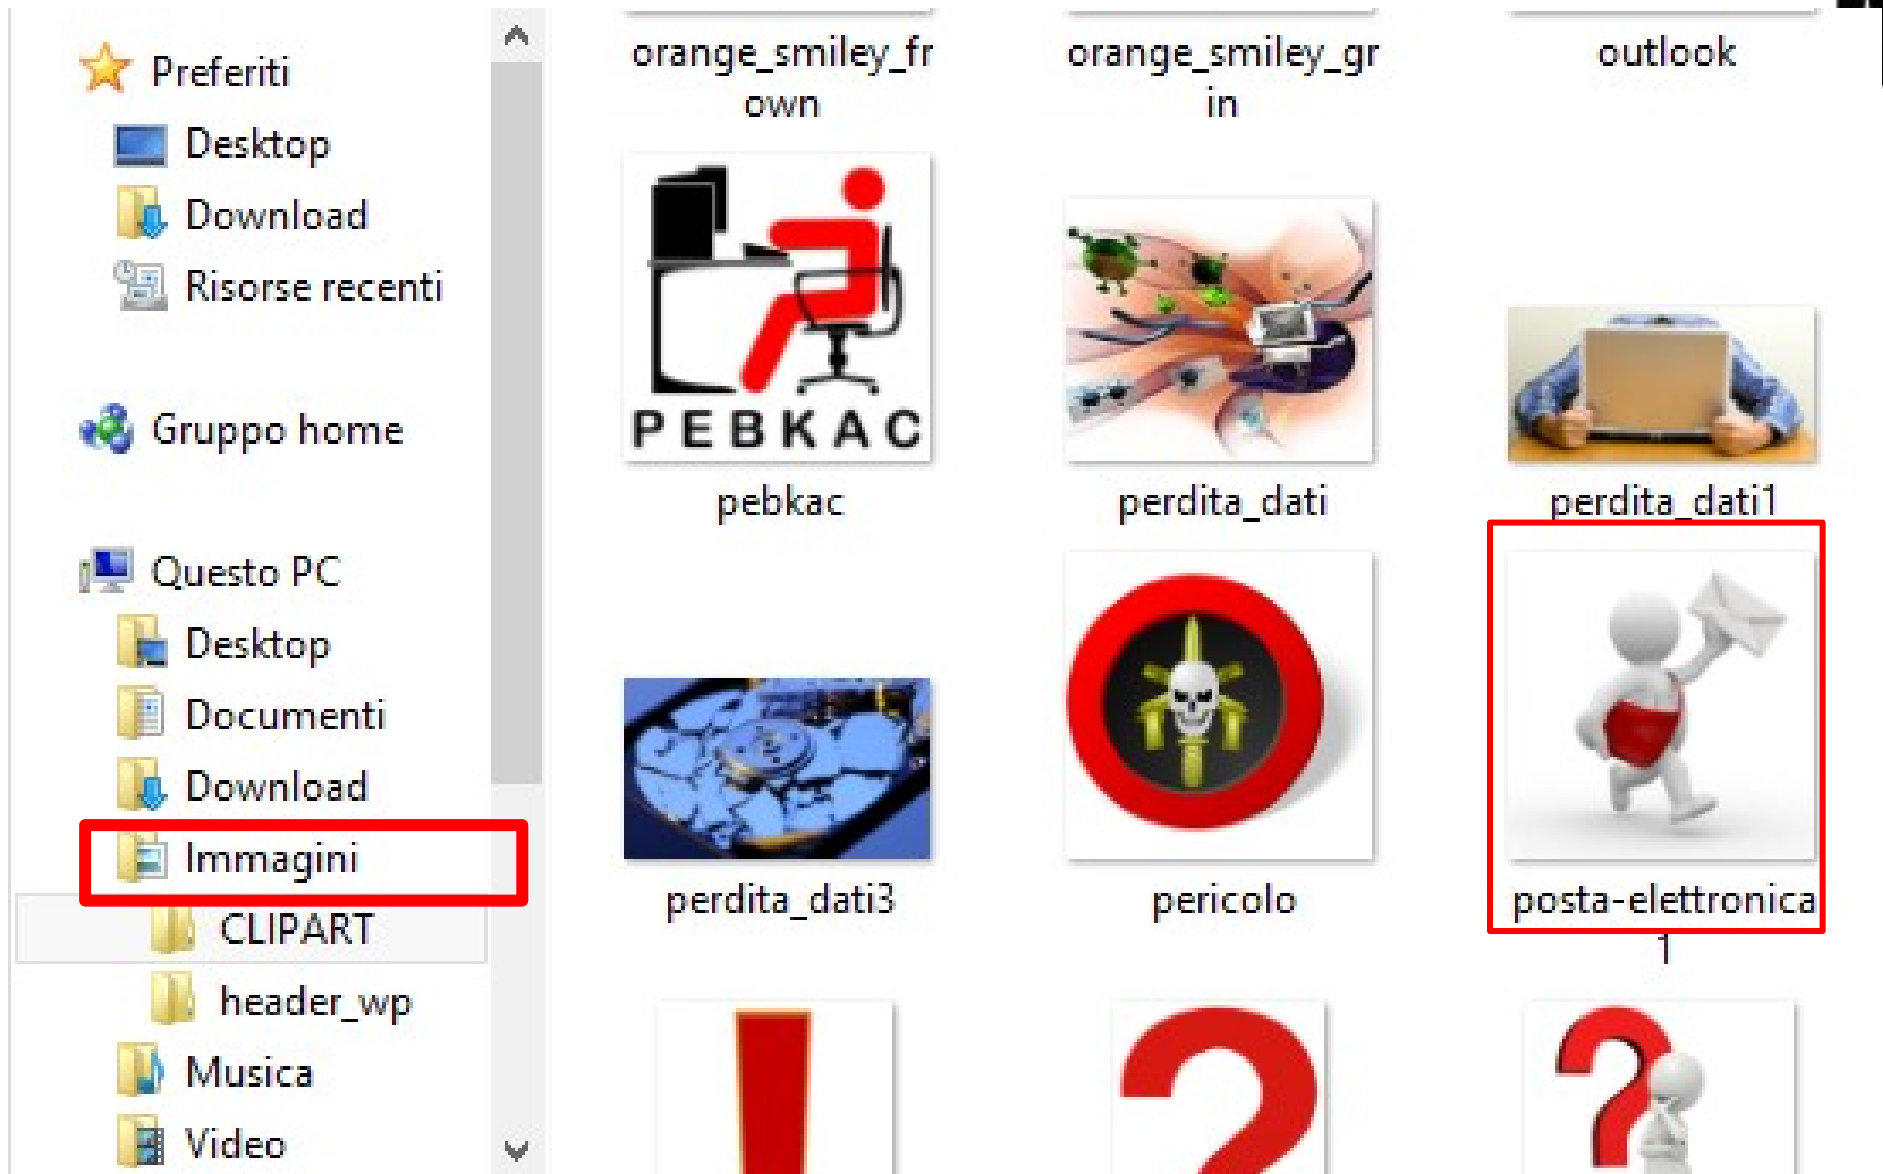 Preferiti
Desktop
Download
Risorse recenti
Gruppo home
Questo PC
Desktop
Documenti
Download
Immagini
CLIPART
header_wp
Musica
Video
orange_smiley_fr
own
orange_smiley_gr
in
outlook
PEBKAC
pebkac
perdita_dati
perdita_dati1
perdita_dati3
pericolo
posta-elettronica
1